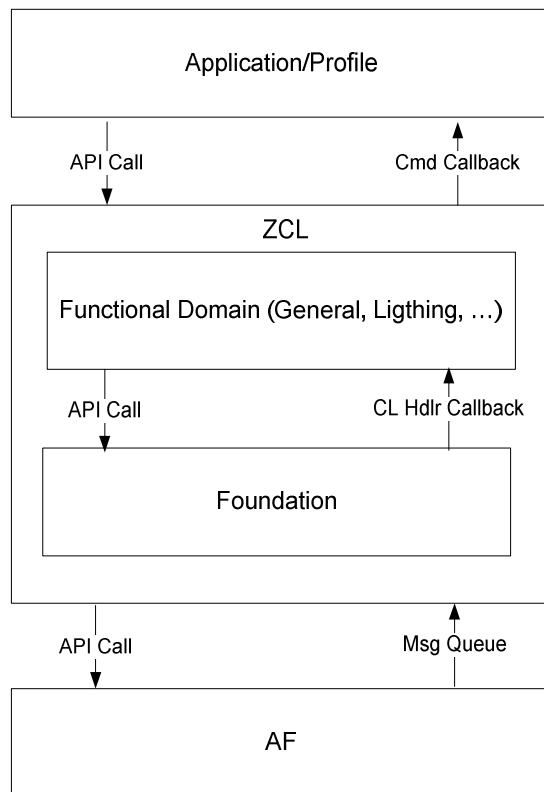 Application/Profile
API Call
Cmd Callback
ZCL
Functional Domain (General, Ligthing, …)
API Call
CL Hdlr Callback
Foundation
API Call
Msg Queue
AF